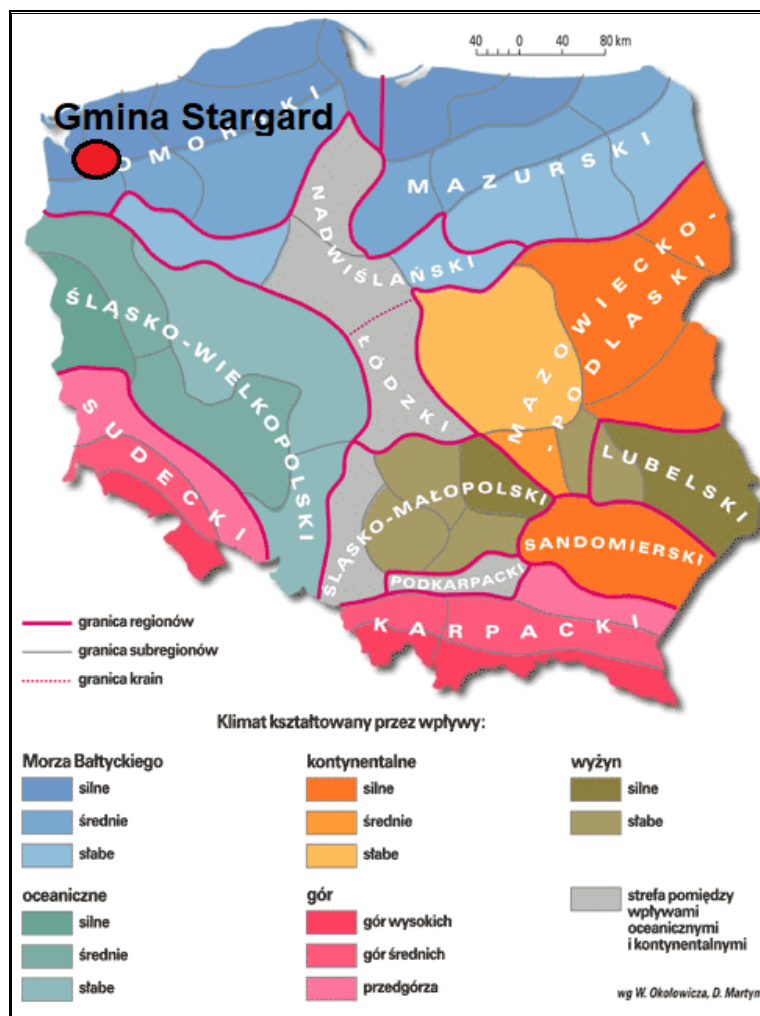 40 0 40 80 km
Gmina Stargard
OMORSKI
MAZURSKI
NADWIŚLAŃSKI
MAZOWIECKO-
-PODLASKI
ŁÓDZKI
ŚLĄSKO-WIELKOPOLSKI
SUDECKI
LUBELSKI
ŚLĄSKO-MAŁOPOLSKI
SANDOMIERSKI
PODKARPACKI
KARPACKI
granica regionów
granica subregionów
granica krain
Klimat kształtowany przez wpływy:
Morza Bałtyckiego
silne
średnie
słabe
kontynentalne
silne
średnie
słabe
wyżyn
silne
słabe
oceaniczne
silne
średnie
słabe
gór
gór wysokich
gór średnich
przedgórza
strefa pomiędzy
wpływami
oceanicznymi
i kontynentalnymi
wg W. Okołowicza, D. Martyn